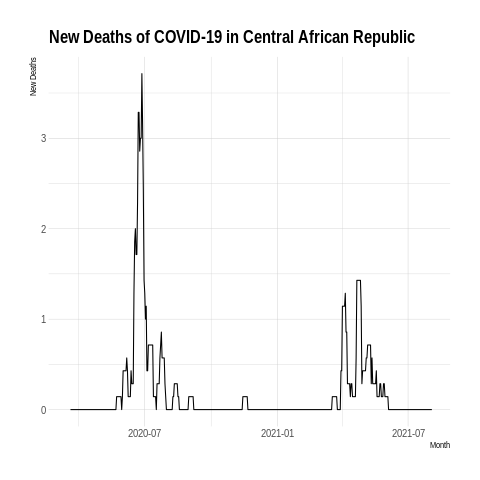 New Deaths of COVID-19 in Central African Republic
New Deaths
3
2
1
0
2020-07
2021-01
2021-07
Month